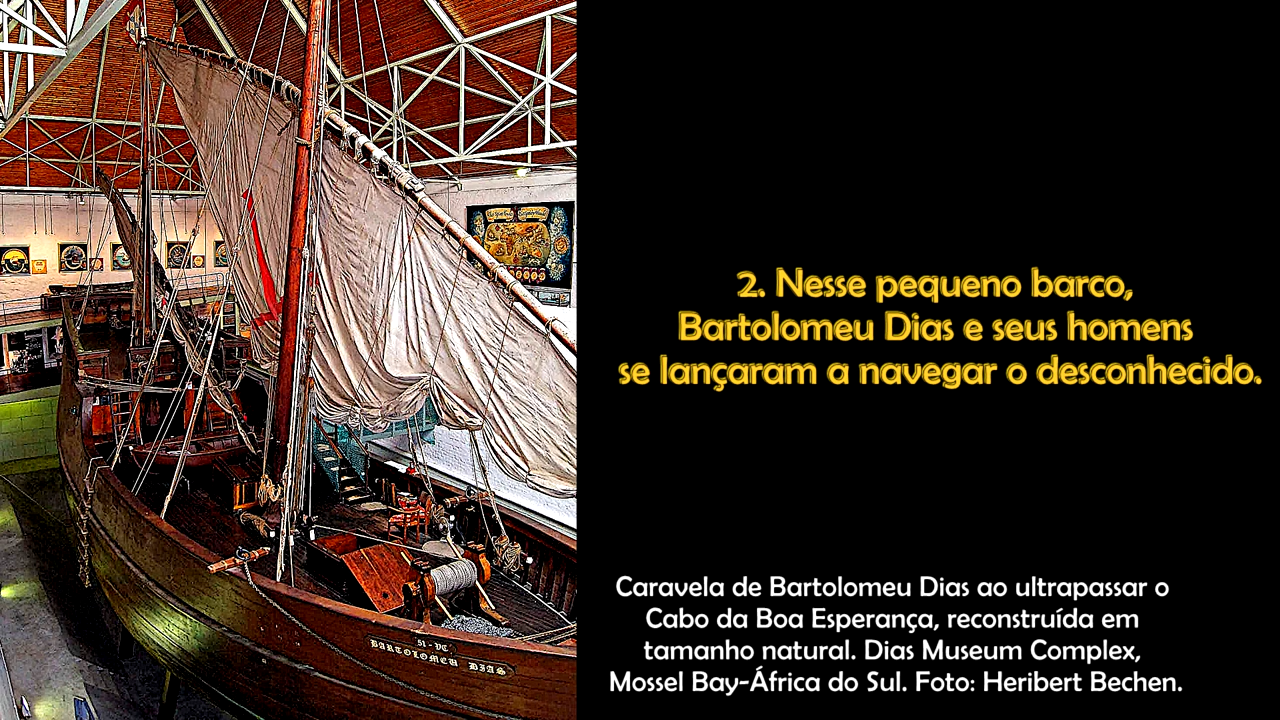 2. Nesse pequeno barco,
Bartolomeu Dias e seus homens
se lançaram a navegar o desconhecido.
Caravela de Bartolomeu Dias ao ultrapassar o
Cabo da Boa Esperança, reconstruída em
tamanho natural. Dias Museum Complex,
Mossel Bay-África do Sul. Foto: Heribert Bechen.
BARTOLOMEU DIAS